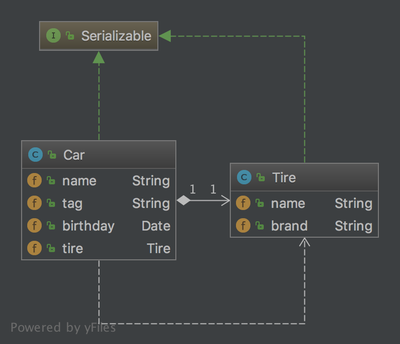 I Serializable
C Car
f name String
f tag String
f birthday Date
f tire Tire
1 1
C Tire
f name String
f brand String
Powered by yFiles